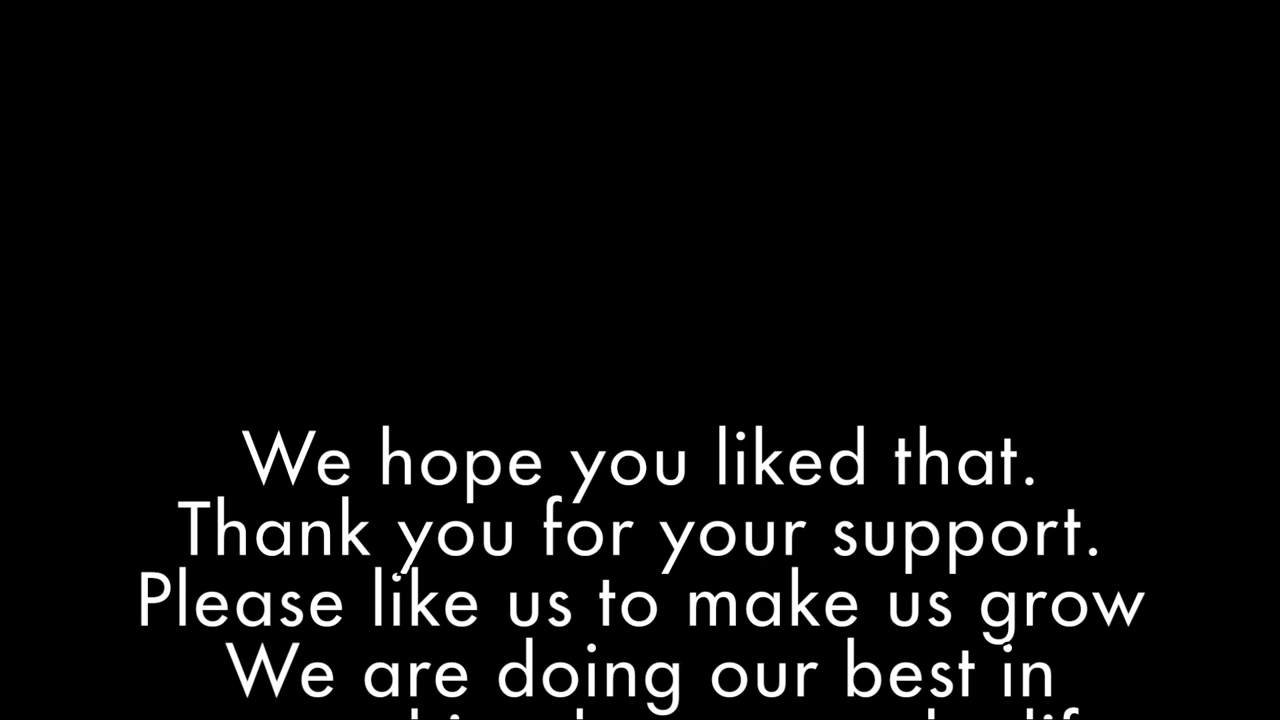 We hope you liked that.
Thank you for your support.
Please like us to make us grow
We are doing our best in